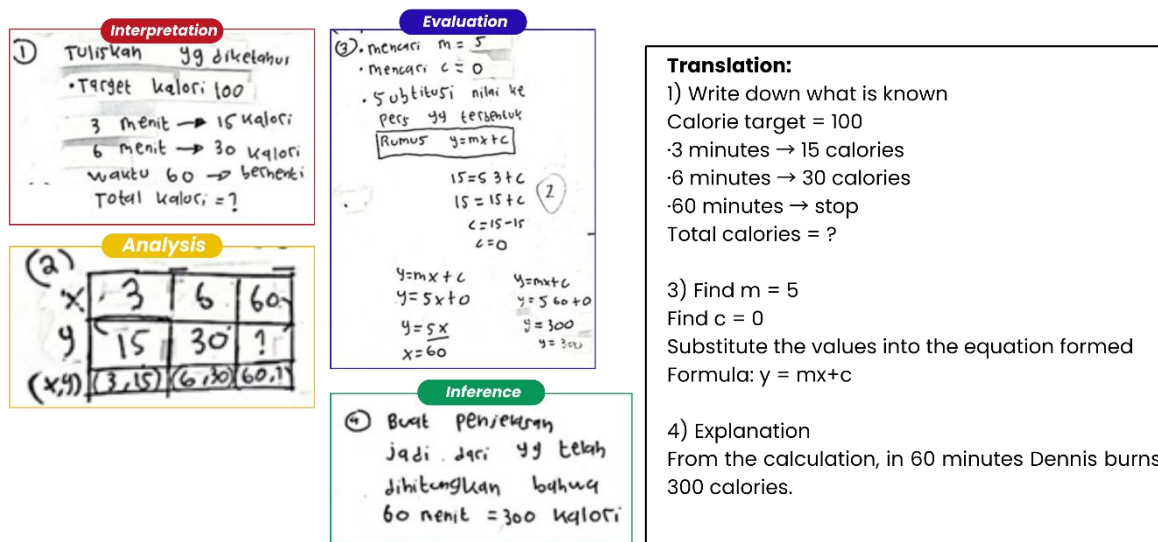 Interpretation
① Tuliskan yg diketahui
• Target kalori 100
3 menit → 15 kalori
6 menit → 30 kalori
waktu 60 → berhenti
Total kalori = ?
Analysis
(2)
x 3 6 60
y 15 30 ?
(x,y) (3,15) (6,30) (60,?)
Evaluation
③ • mencari m = 5
• mencari c = 0
• Subtitusi nilai ke
pers yg terbentuk
Rumus y=mx+c
15=5 3+c
15=15+c
c=15-15
c=0
y=mx+c
y=5x+0
y=5x
x=60
y=mx+c
y=5 60+0
y=300
y=300
Inference
④ Buat penjelasan
jadi dari yg telah
dihitungkan bahwa
60 menit = 300 kalori
Translation:
1) Write down what is known
Calorie target = 100
·3 minutes → 15 calories
·6 minutes → 30 calories
·60 minutes → stop
Total calories = ?
3) Find m = 5
Find c = 0
Substitute the values into the equation formed
Formula: y = mx+c
4) Explanation
From the calculation, in 60 minutes Dennis burns
300 calories.